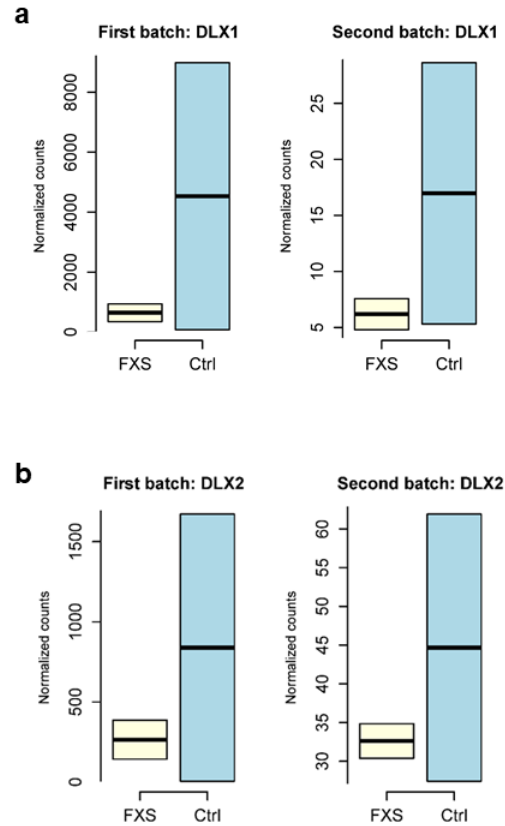 a
First batch: DLX1
Second batch: DLX1
Normalized counts
8000
6000
4000
2000
0
FXS Ctrl
Normalized counts
25
20
15
10
5
FXS Ctrl
b
First batch: DLX2
Second batch: DLX2
Normalized counts
1500
1000
500
0
FXS Ctrl
Normalized counts
60
55
50
45
40
35
30
FXS Ctrl